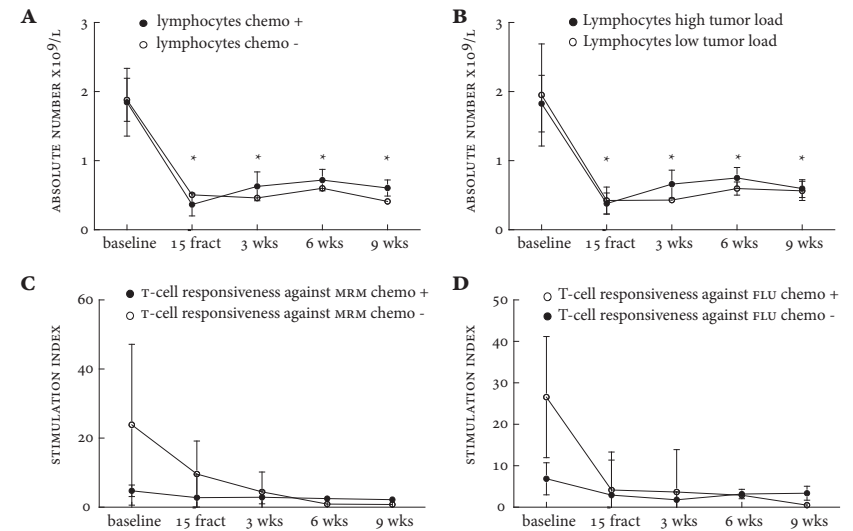 A
lymphocytes chemo +
lymphocytes chemo -
ABSOLUTE NUMBER X10⁹/L
3
2
1
0
* * * *
baseline 15 fract 3 wks 6 wks 9 wks
B
Lymphocytes high tumor load
Lymphocytes low tumor load
ABSOLUTE NUMBER X10⁹/L
3
2
1
0
* * * *
baseline 15 fract 3 wks 6 wks 9 wks
C
T-cell responsiveness against MRM chemo +
T-cell responsiveness against MRM chemo -
STIMULATION INDEX
60
40
20
0
baseline 15 fract 3 wks 6 wks 9 wks
D
T-cell responsiveness against FLU chemo +
T-cell responsiveness against FLU chemo -
STIMULATION INDEX
50
40
30
20
10
0
baseline 15 fract 3 wks 6 wks 9 wks